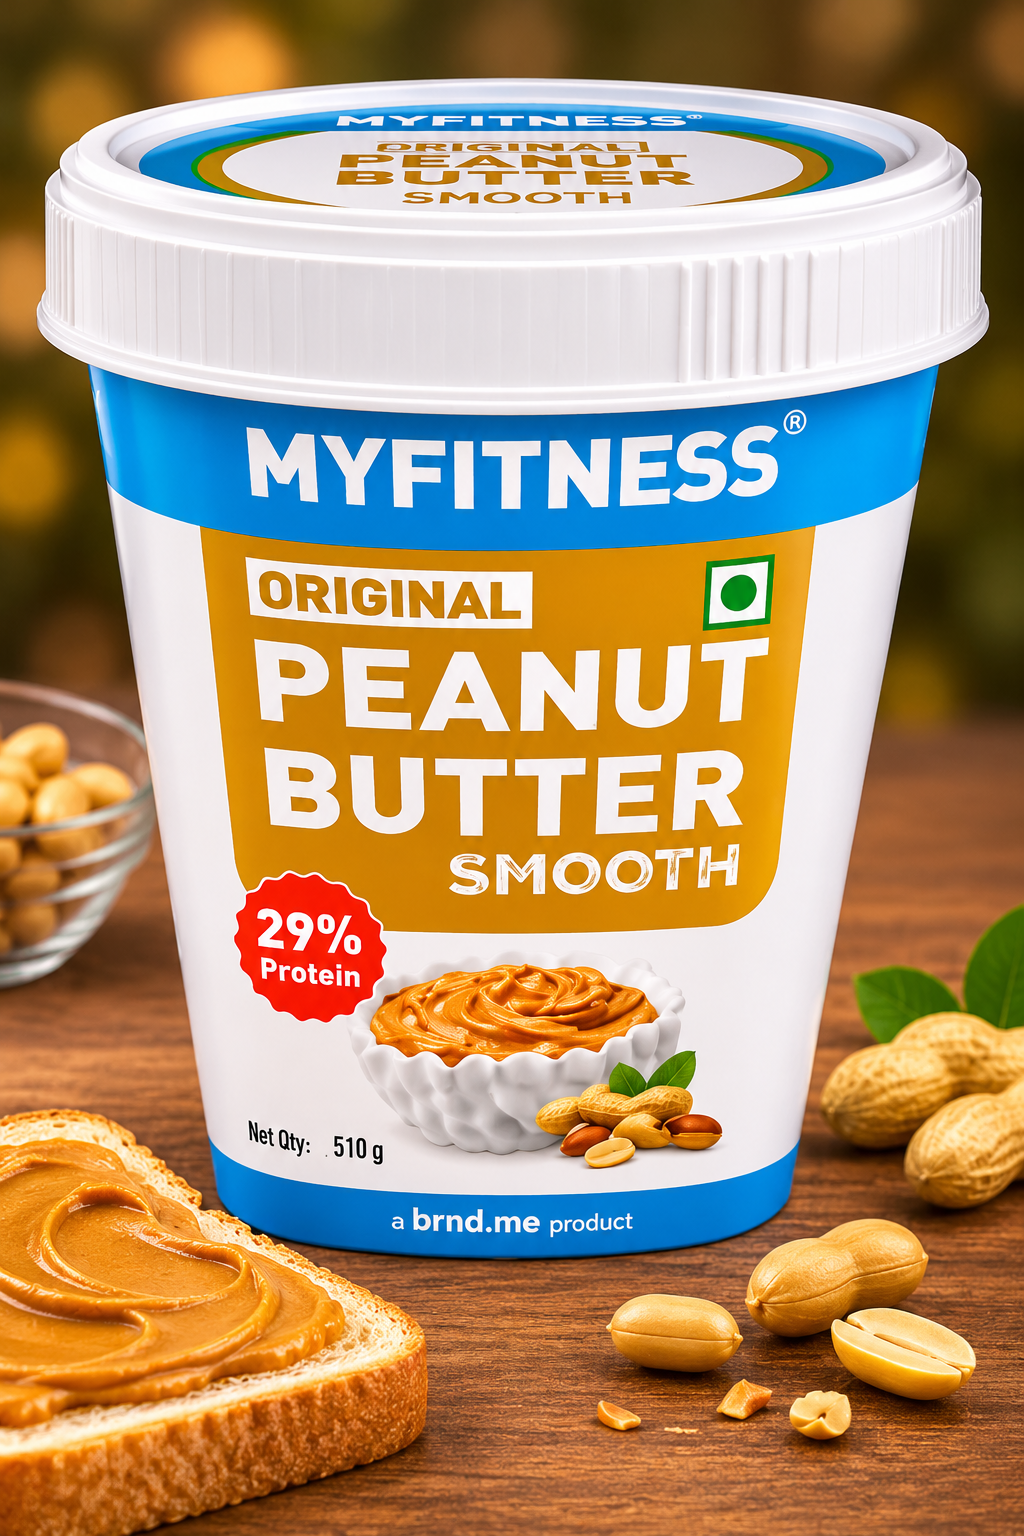 MYFITNESS®
ORIGINAL
PEANUT
BUTTER
SMOOTH
MYFITNESS®
ORIGINAL
PEANUT
BUTTER
SMOOTH
29%
Protein
Net Qty: 510 g
a brnd.me product